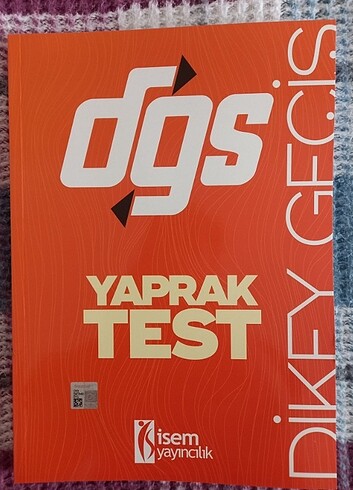 dgs
YAPRAK
TEST
DİKEY GEÇİŞ
isem
yayıncılık